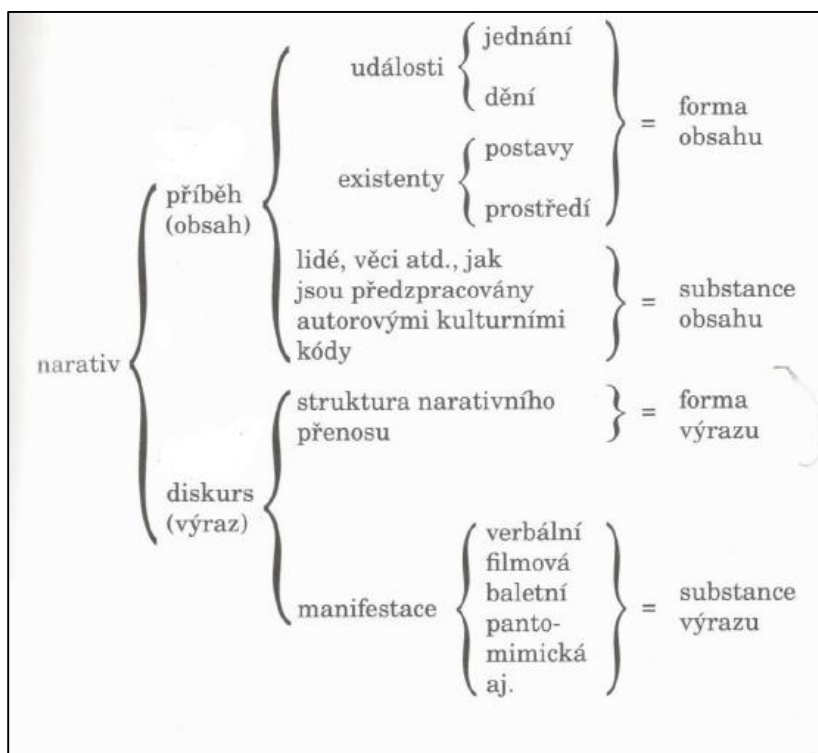 jednání
události
dění
= forma
obsahu
postavy
existenty
prostředí
příběh
(obsah)
lidé, věci atd., jak
jsou předzpracovány
autorovými kulturními
kódy
= substance
obsahu
narativ
struktura narativního
přenosu
= forma
výrazu
diskurs
(výraz)
manifestace
verbální
filmová
baletní
panto-
mimická
aj.
= substance
výrazu